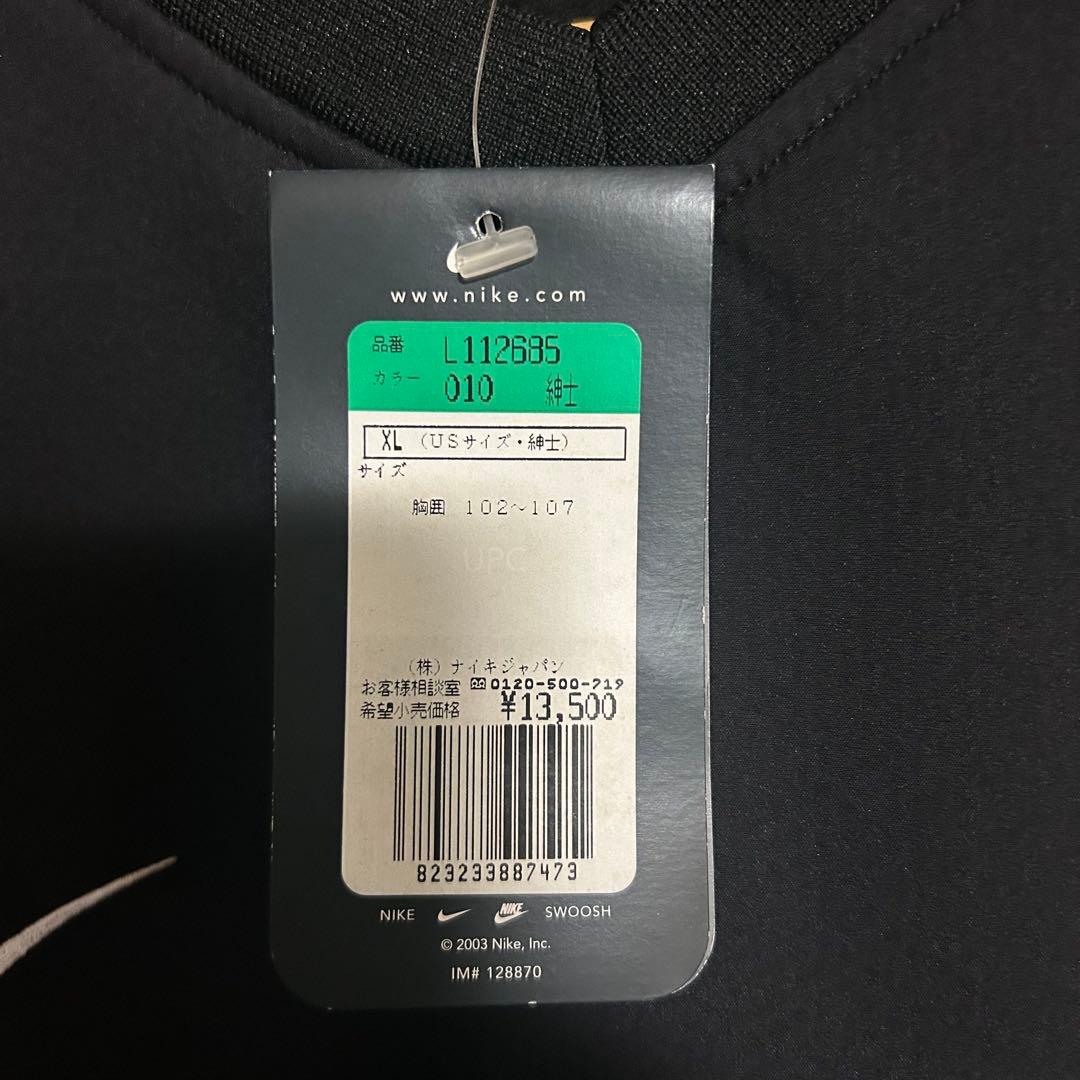 www.nike.com
品番 L112685
カラー 010 紳士
XL (USサイズ・紳士)
サイズ
胸囲 102～107
UPC
(株)ナイキジャパン
お客様相談室 0120-500-719
希望小売価格 ¥13,500
823233887473
NIKE NIKE SWOOSH
© 2003 Nike, Inc.
IM# 128870